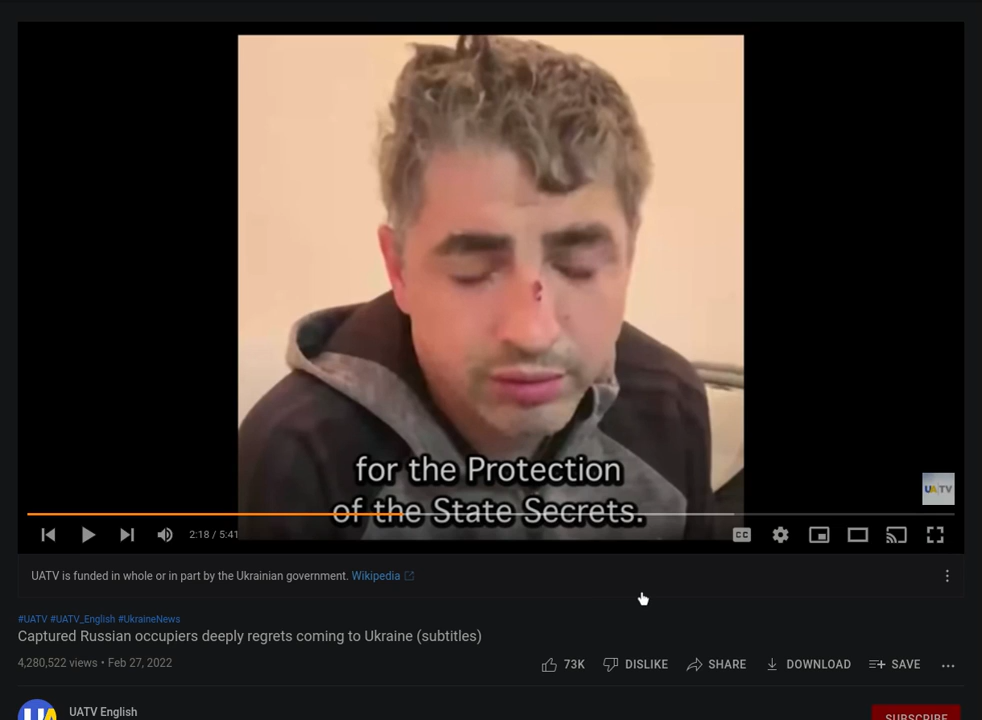 for the Protection
of the State Secrets.
UATV
2:18 / 5:41
CC
UATV is funded in whole or in part by the Ukrainian government. Wikipedia
#UATV #UATV_English #UkraineNews
Captured Russian occupiers deeply regrets coming to Ukraine (subtitles)
4,280,522 views • Feb 27, 2022
73K DISLIKE SHARE DOWNLOAD SAVE
UA
UATV English
SUBSCRIBE